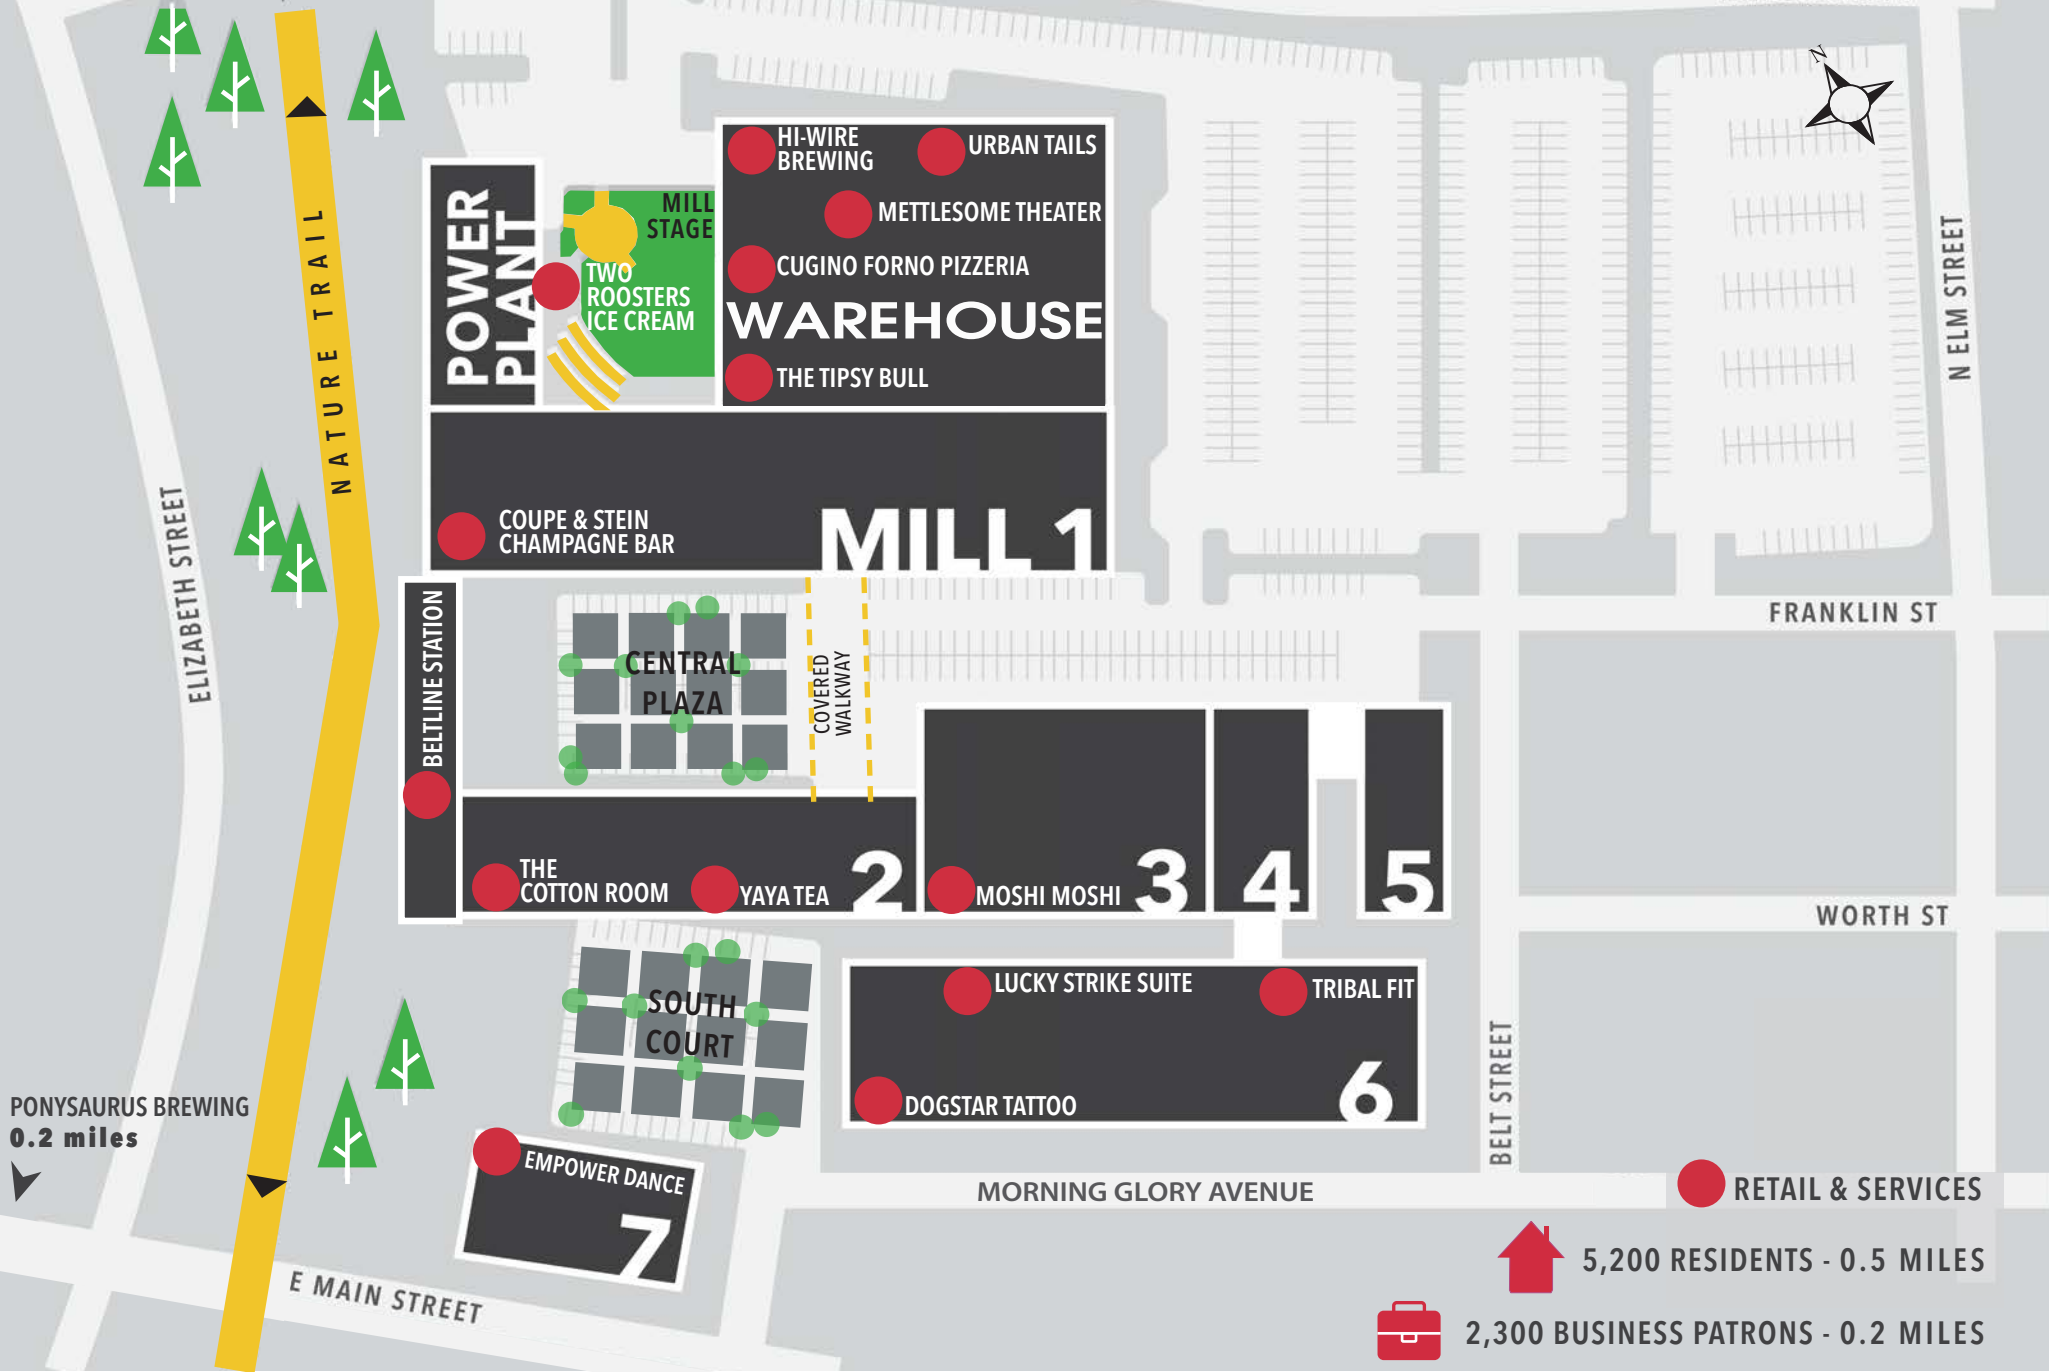 N
HI-WIRE
BREWING
URBAN TAILS
METTLESOME THEATER
CUGINO FORNO PIZZERIA
WAREHOUSE
THE TIPSY BULL
POWER
PLANT
MILL
STAGE
TWO
ROOSTERS
ICE CREAM
NATURE TRAIL
ELIZABETH STREET
N ELM STREET
COUPE & STEIN
CHAMPAGNE BAR
MILL 1
BELTLINE STATION
CENTRAL
PLAZA
COVERED
WALKWAY
FRANKLIN ST
THE
COTTON ROOM
YAYA TEA
2
MOSHI MOSHI
3
4
5
WORTH ST
SOUTH
COURT
LUCKY STRIKE SUITE
TRIBAL FIT
DOGSTAR TATTOO
6
BELT STREET
PONYSAURUS BREWING
0.2 miles
EMPOWER DANCE
7
MORNING GLORY AVENUE
E MAIN STREET
RETAIL & SERVICES
5,200 RESIDENTS - 0.5 MILES
2,300 BUSINESS PATRONS - 0.2 MILES